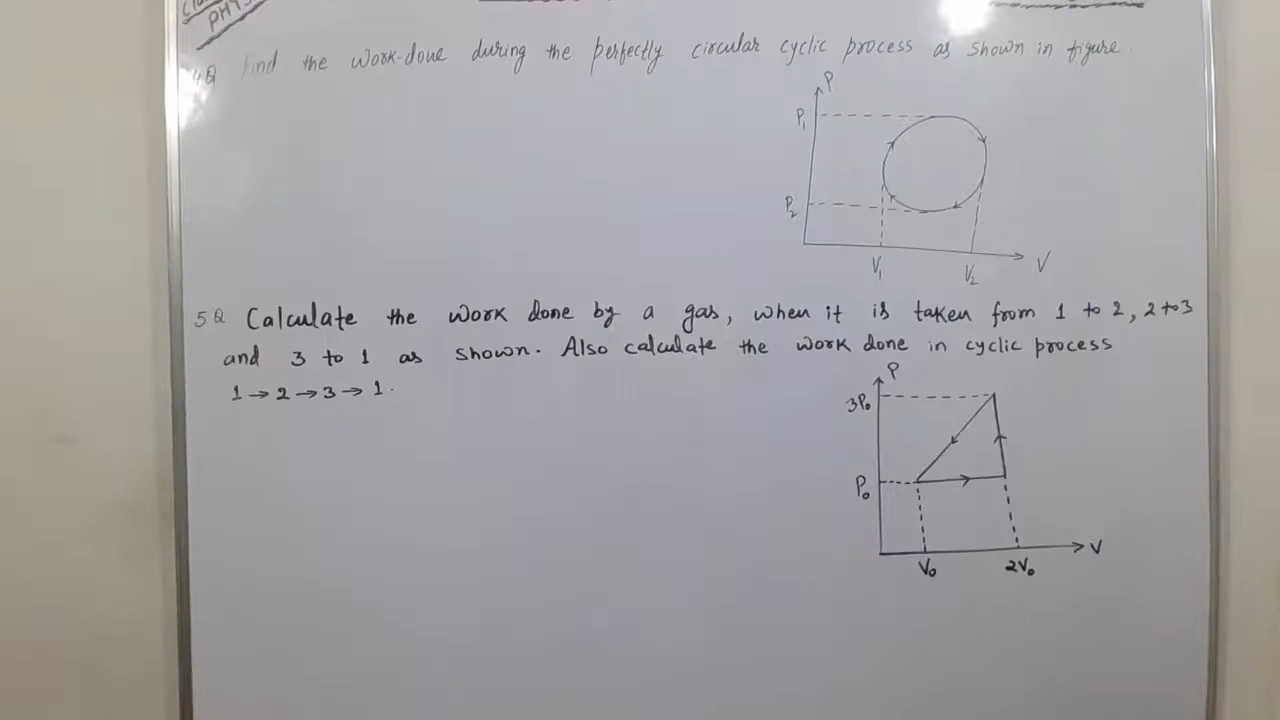 4Q Find the work-done during the perfectly circular cyclic process as shown in figure.
P
P1
P2
V1
V2
V
5Q Calculate the work done by a gas, when it is taken from 1 to 2, 2 to 3
and 3 to 1 as shown. Also calculate the work done in cyclic process
1 → 2 → 3 → 1.
P
3P₀
P₀
V₀
2V₀
V